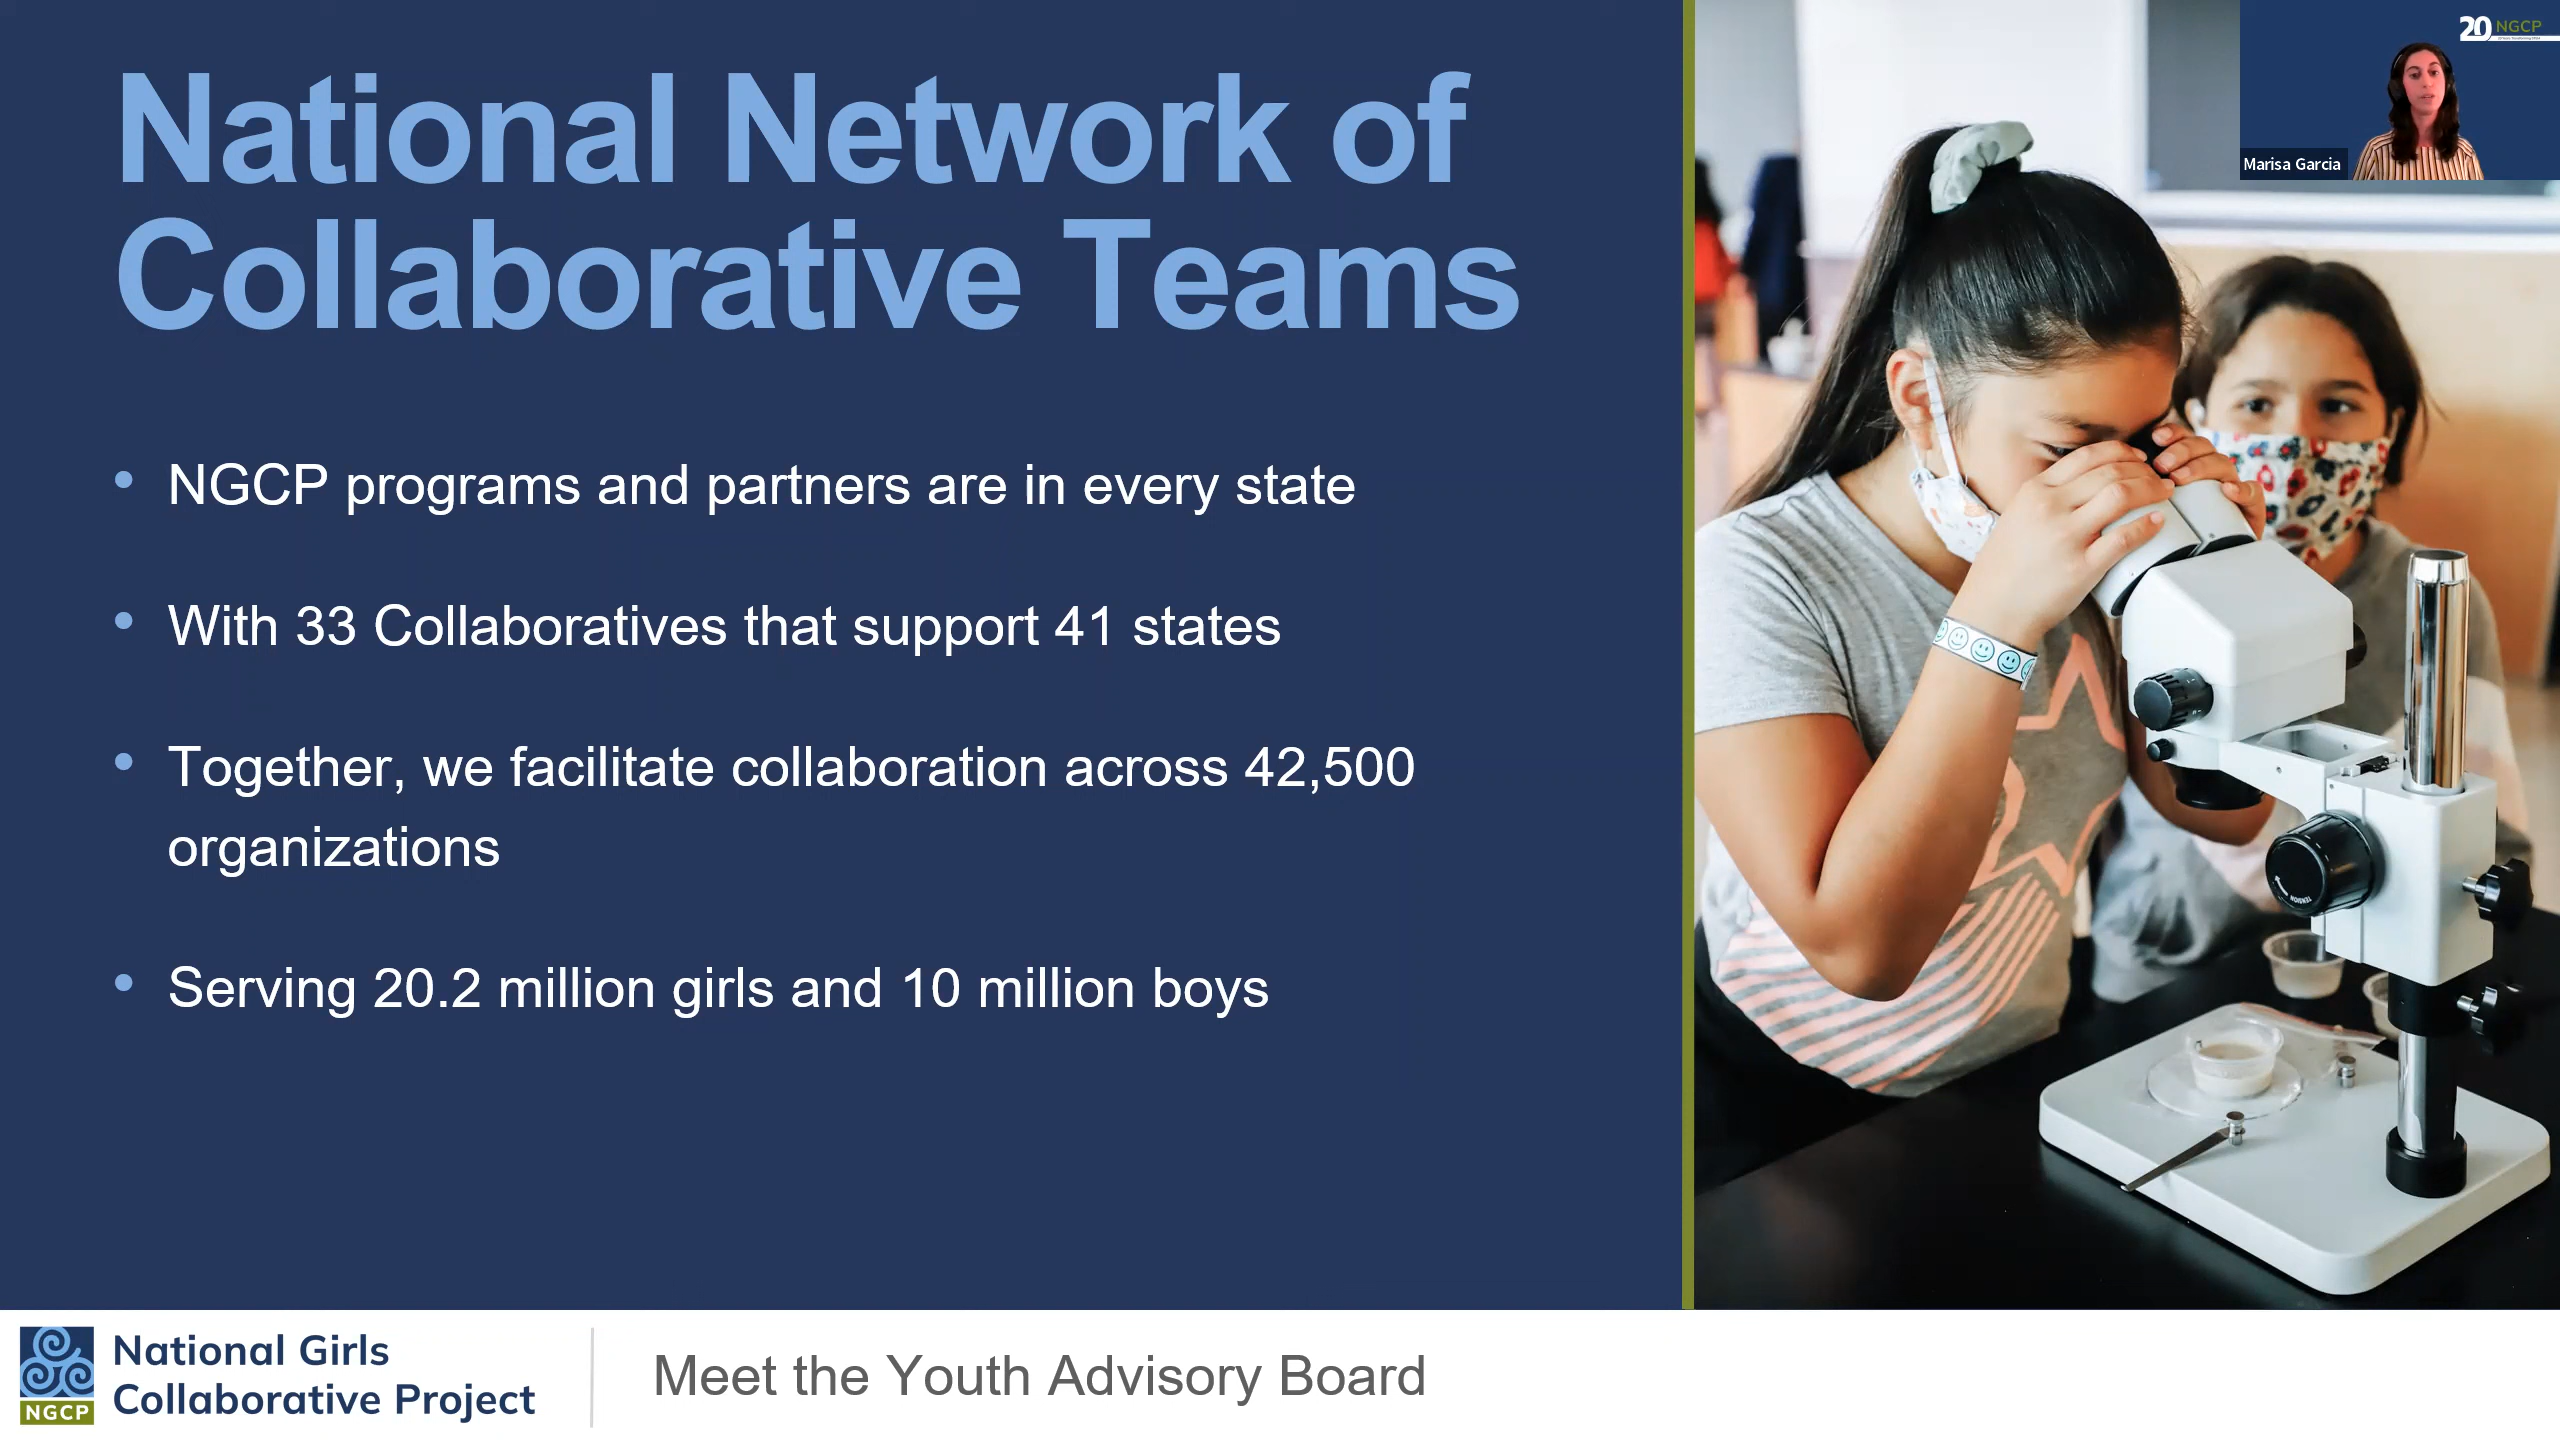 National Network of
Collaborative Teams
• NGCP programs and partners are in every state
• With 33 Collaboratives that support 41 states
• Together, we facilitate collaboration across 42,500
organizations
• Serving 20.2 million girls and 10 million boys
20 NGCP
Marisa Garcia
TENSION
National Girls
Collaborative Project
NGCP
Meet the Youth Advisory Board